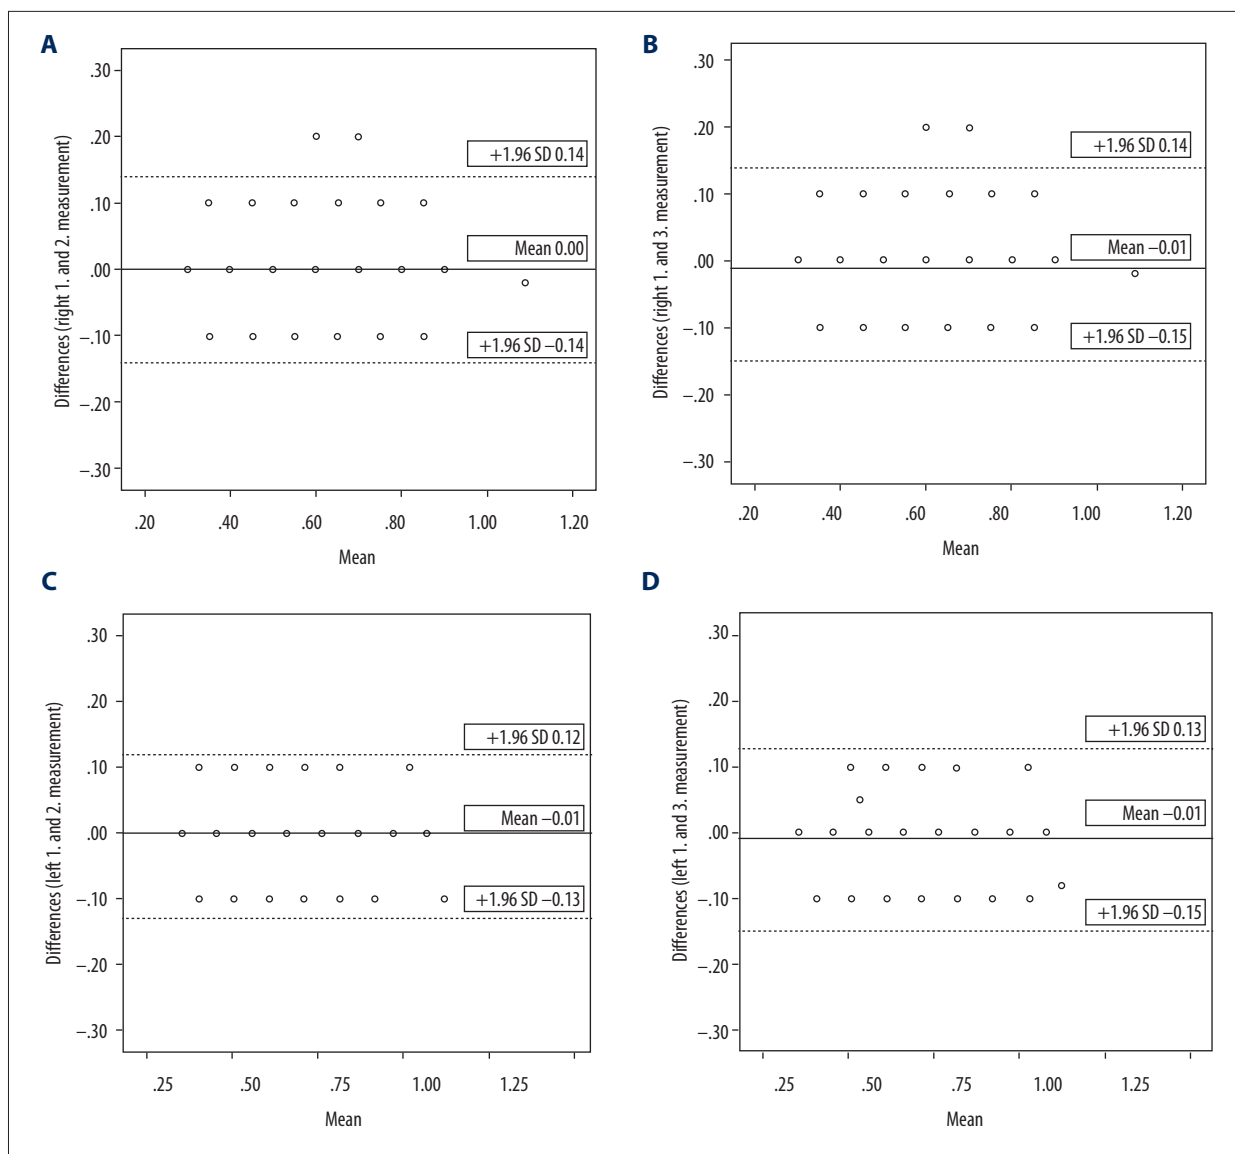 A
Differences (right 1. and 2. measurement)
.30
.20
.10
.00
–.10
–.20
–.30
+1.96 SD 0.14
Mean 0.00
+1.96 SD –0.14
.20 .40 .60 .80 1.00 1.20
Mean
B
Differences (right 1. and 3. measurement)
.30
.20
.10
.00
–.10
–.20
–.30
+1.96 SD 0.14
Mean –0.01
+1.96 SD –0.15
.20 .40 .60 .80 1.00 1.20
Mean
C
Differences (left 1. and 2. measurement)
.30
.20
.10
.00
–.10
–.20
–.30
+1.96 SD 0.12
Mean –0.01
+1.96 SD –0.13
.25 .50 .75 1.00 1.25
Mean
D
Differences (left 1. and 3. measurement)
.30
.20
.10
.00
–.10
–.20
–.30
+1.96 SD 0.13
Mean –0.01
+1.96 SD –0.15
.25 .50 .75 1.00 1.25
Mean